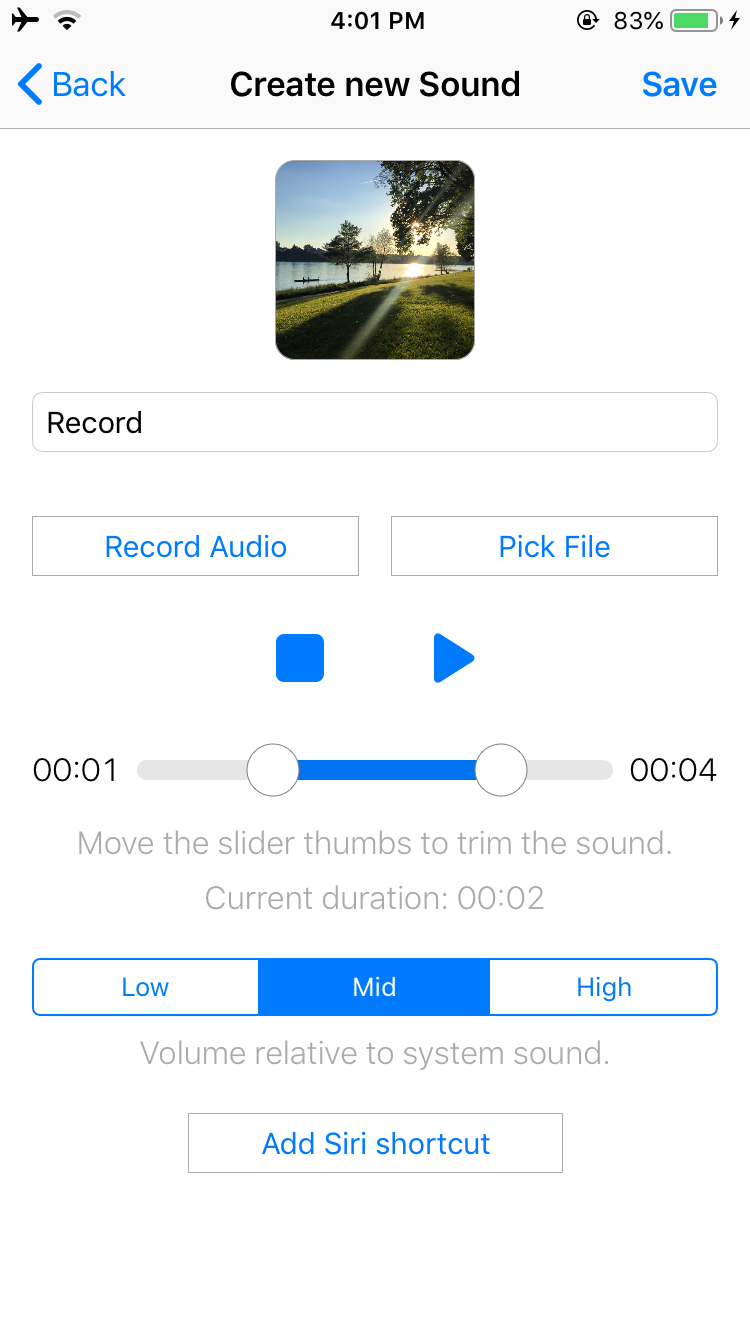 4:01 PM 83%
Back Create new Sound Save
Record
Record Audio Pick File
00:01 00:04
Move the slider thumbs to trim the sound.
Current duration: 00:02
Low Mid High
Volume relative to system sound.
Add Siri shortcut